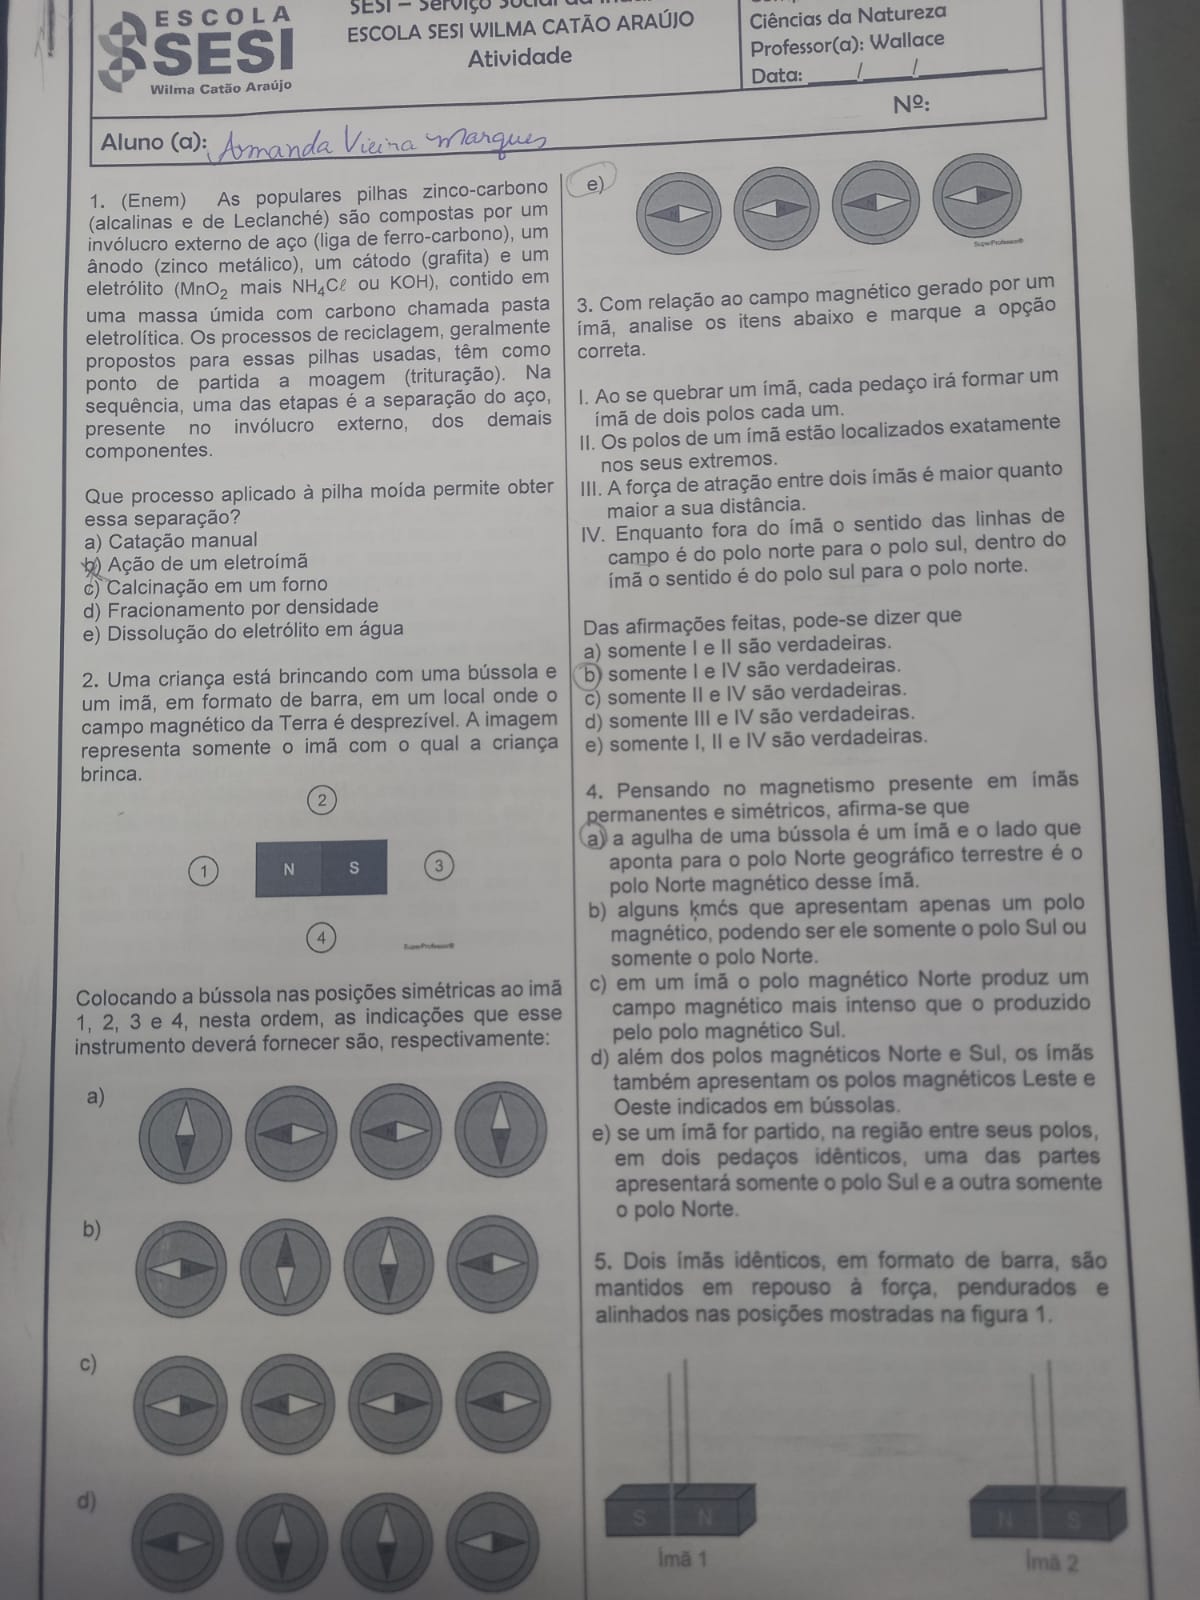 ESCOLA
SESI
Wilma Catão Araújo
SESI – Serviço Social da
ESCOLA SESI WILMA CATÃO ARAÚJO
Atividade
Ciências da Natureza
Professor(a): Wallace
Data: ____/____/________
Nº:
Aluno (a): Amanda Vieira Marques
1. (Enem) As populares pilhas zinco-carbono
(alcalinas e de Leclanché) são compostas por um
invólucro externo de aço (liga de ferro-carbono), um
ânodo (zinco metálico), um cátodo (grafita) e um
eletrólito (MnO₂ mais NH₄Cℓ ou KOH), contido em
uma massa úmida com carbono chamada pasta
eletrolítica. Os processos de reciclagem, geralmente
propostos para essas pilhas usadas, têm como
ponto de partida a moagem (trituração). Na
sequência, uma das etapas é a separação do aço,
presente no invólucro externo, dos demais
componentes.
Que processo aplicado à pilha moída permite obter
essa separação?
a) Catação manual
b) Ação de um eletroímã
c) Calcinação em um forno
d) Fracionamento por densidade
e) Dissolução do eletrólito em água
2. Uma criança está brincando com uma bússola e
um imã, em formato de barra, em um local onde o
campo magnético da Terra é desprezível. A imagem
representa somente o imã com o qual a criança
brinca.
2
1
N S
3
4
SuperProfessor®
Colocando a bússola nas posições simétricas ao imã
1, 2, 3 e 4, nesta ordem, as indicações que esse
instrumento deverá fornecer são, respectivamente:
a)
b)
c)
d)
e)
SuperProfessor®
3. Com relação ao campo magnético gerado por um
ímã, analise os itens abaixo e marque a opção
correta.
I. Ao se quebrar um ímã, cada pedaço irá formar um
ímã de dois polos cada um.
II. Os polos de um ímã estão localizados exatamente
nos seus extremos.
III. A força de atração entre dois ímãs é maior quanto
maior a sua distância.
IV. Enquanto fora do ímã o sentido das linhas de
campo é do polo norte para o polo sul, dentro do
ímã o sentido é do polo sul para o polo norte.
Das afirmações feitas, pode-se dizer que
a) somente I e II são verdadeiras.
b) somente I e IV são verdadeiras.
c) somente II e IV são verdadeiras.
d) somente III e IV são verdadeiras.
e) somente I, II e IV são verdadeiras.
4. Pensando no magnetismo presente em ímãs
permanentes e simétricos, afirma-se que
a) a agulha de uma bússola é um ímã e o lado que
aponta para o polo Norte geográfico terrestre é o
polo Norte magnético desse ímã.
b) alguns ķmćs que apresentam apenas um polo
magnético, podendo ser ele somente o polo Sul ou
somente o polo Norte.
c) em um ímã o polo magnético Norte produz um
campo magnético mais intenso que o produzido
pelo polo magnético Sul.
d) além dos polos magnéticos Norte e Sul, os ímãs
também apresentam os polos magnéticos Leste e
Oeste indicados em bússolas.
e) se um ímã for partido, na região entre seus polos,
em dois pedaços idênticos, uma das partes
apresentará somente o polo Sul e a outra somente
o polo Norte.
5. Dois ímãs idênticos, em formato de barra, são
mantidos em repouso à força, pendurados e
alinhados nas posições mostradas na figura 1.
S N
N S
Ímã 1
Ímã 2